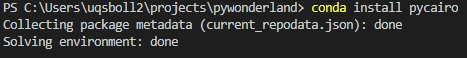 PS C:\Users\uqsboll2\projects\pywonderland> conda install pycairo
Collecting package metadata (current_repodata.json): done
Solving environment: done